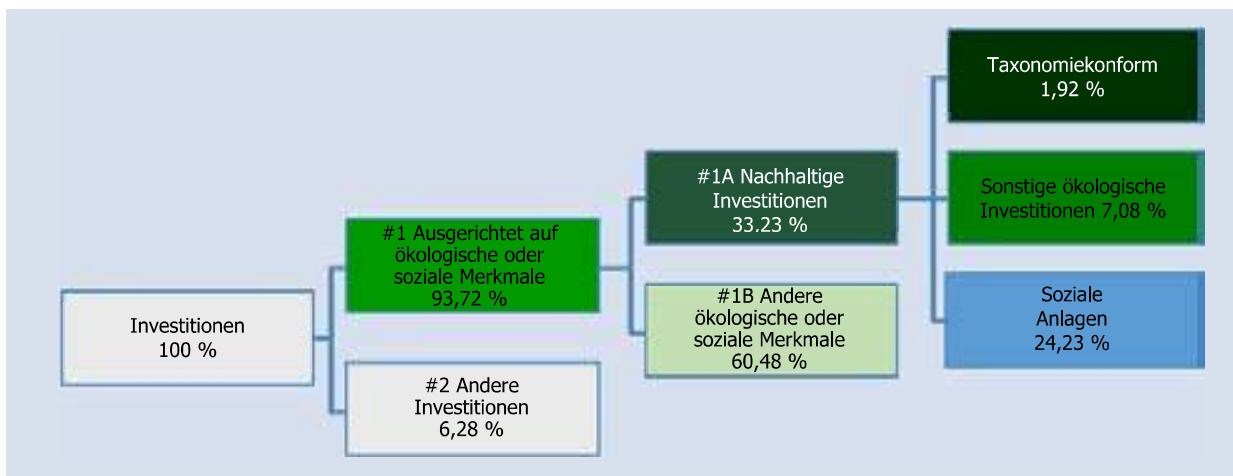 Investitionen
100 %
#1 Ausgerichtet auf
ökologische oder
soziale Merkmale
93,72 %
#2 Andere
Investitionen
6,28 %
#1A Nachhaltige
Investitionen
33.23 %
#1B Andere
ökologische oder
soziale Merkmale
60,48 %
Taxonomiekonform
1,92 %
Sonstige ökologische
Investitionen 7,08 %
Soziale
Anlagen
24,23 %